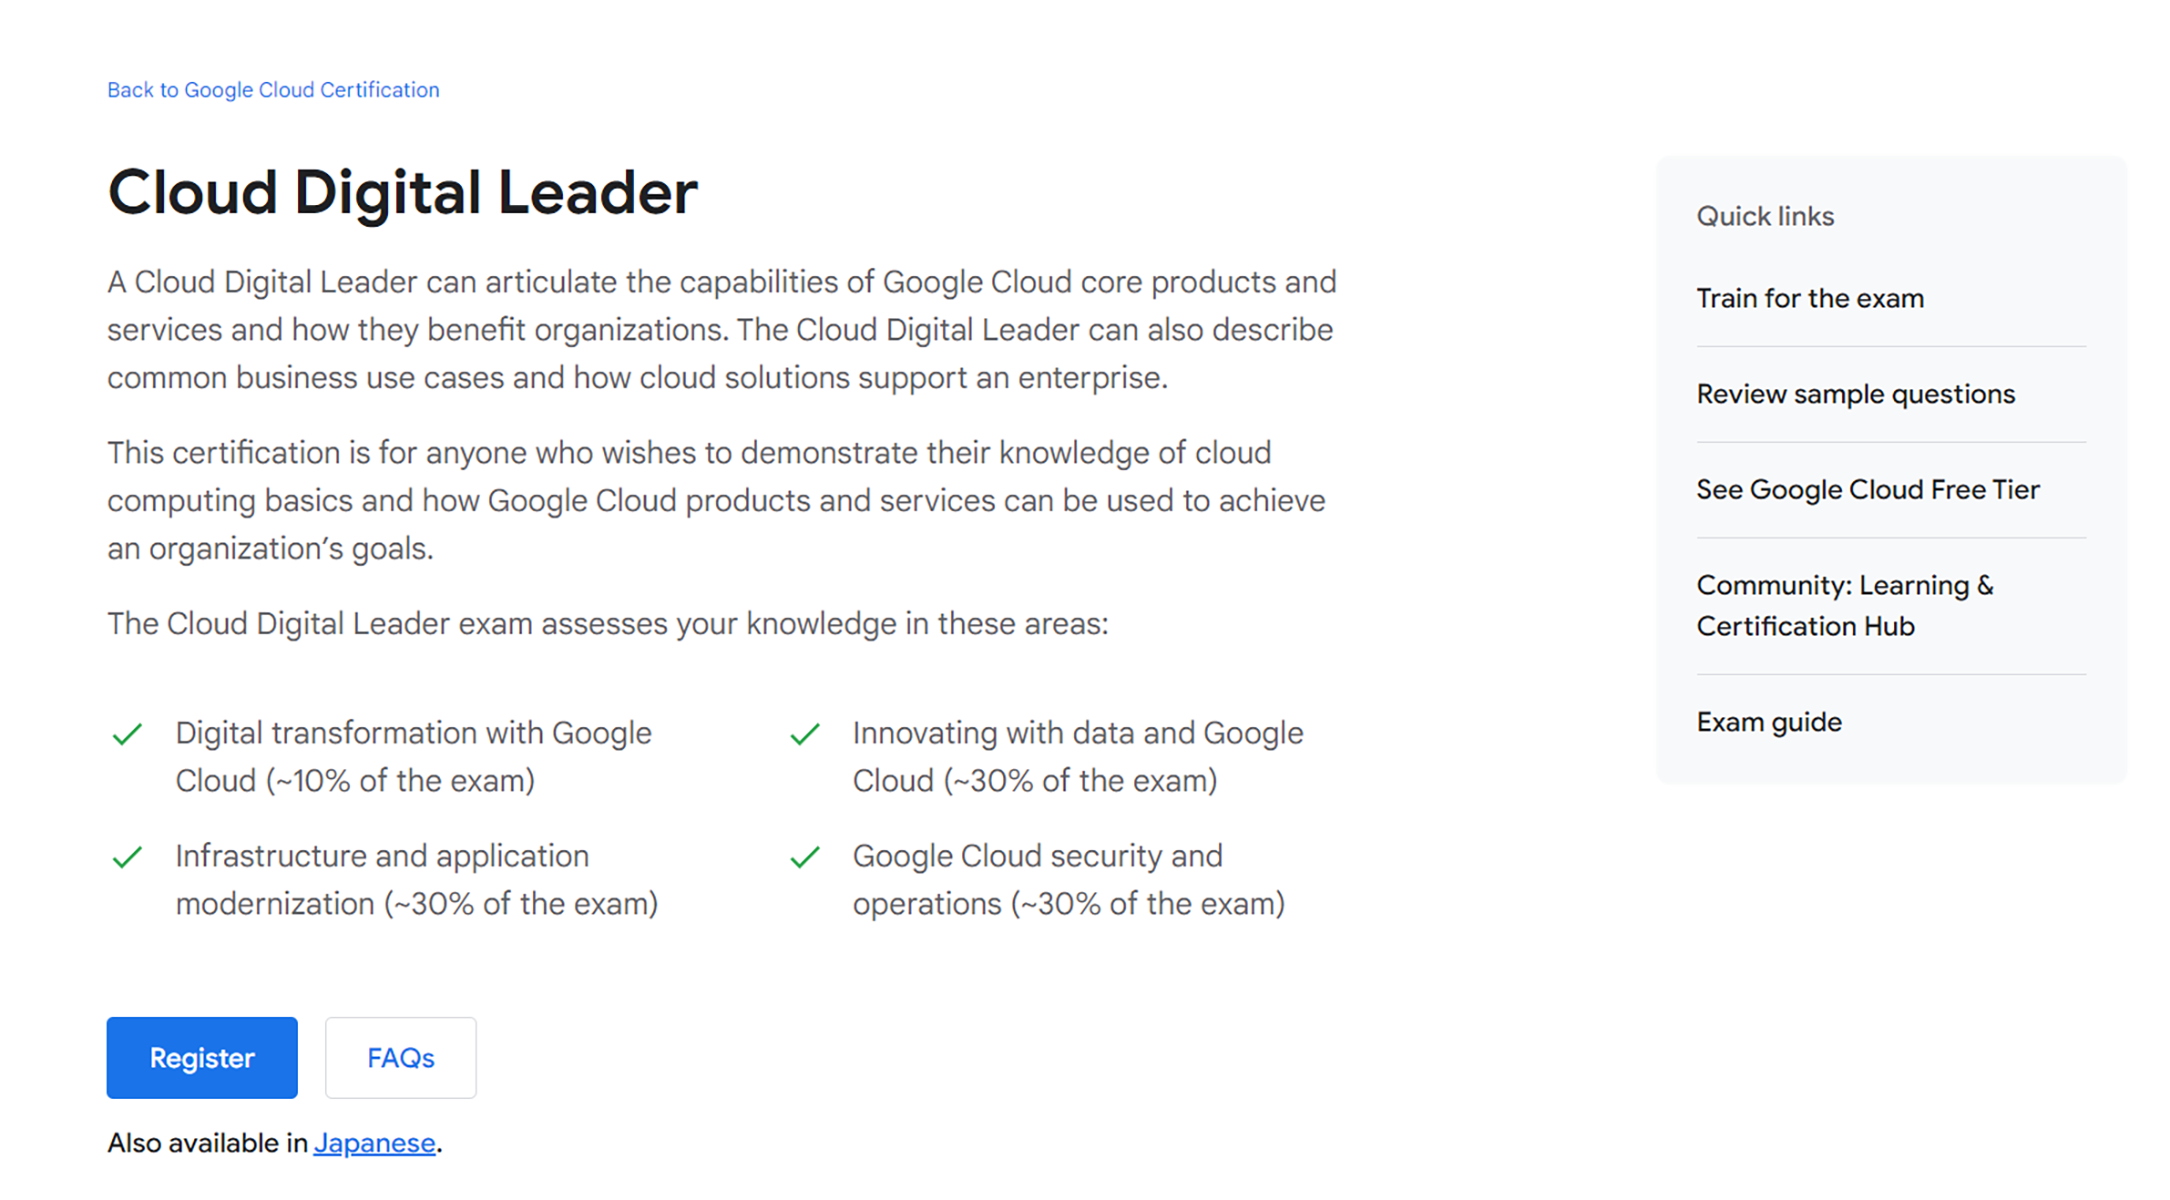 Back to Google Cloud Certification
Cloud Digital Leader
A Cloud Digital Leader can articulate the capabilities of Google Cloud core products and
services and how they benefit organizations. The Cloud Digital Leader can also describe
common business use cases and how cloud solutions support an enterprise.
This certification is for anyone who wishes to demonstrate their knowledge of cloud
computing basics and how Google Cloud products and services can be used to achieve
an organization’s goals.
The Cloud Digital Leader exam assesses your knowledge in these areas:
Digital transformation with Google
Cloud (~10% of the exam)
Innovating with data and Google
Cloud (~30% of the exam)
Infrastructure and application
modernization (~30% of the exam)
Google Cloud security and
operations (~30% of the exam)
Register
FAQs
Also available in Japanese.
Quick links
Train for the exam
Review sample questions
See Google Cloud Free Tier
Community: Learning &
Certification Hub
Exam guide